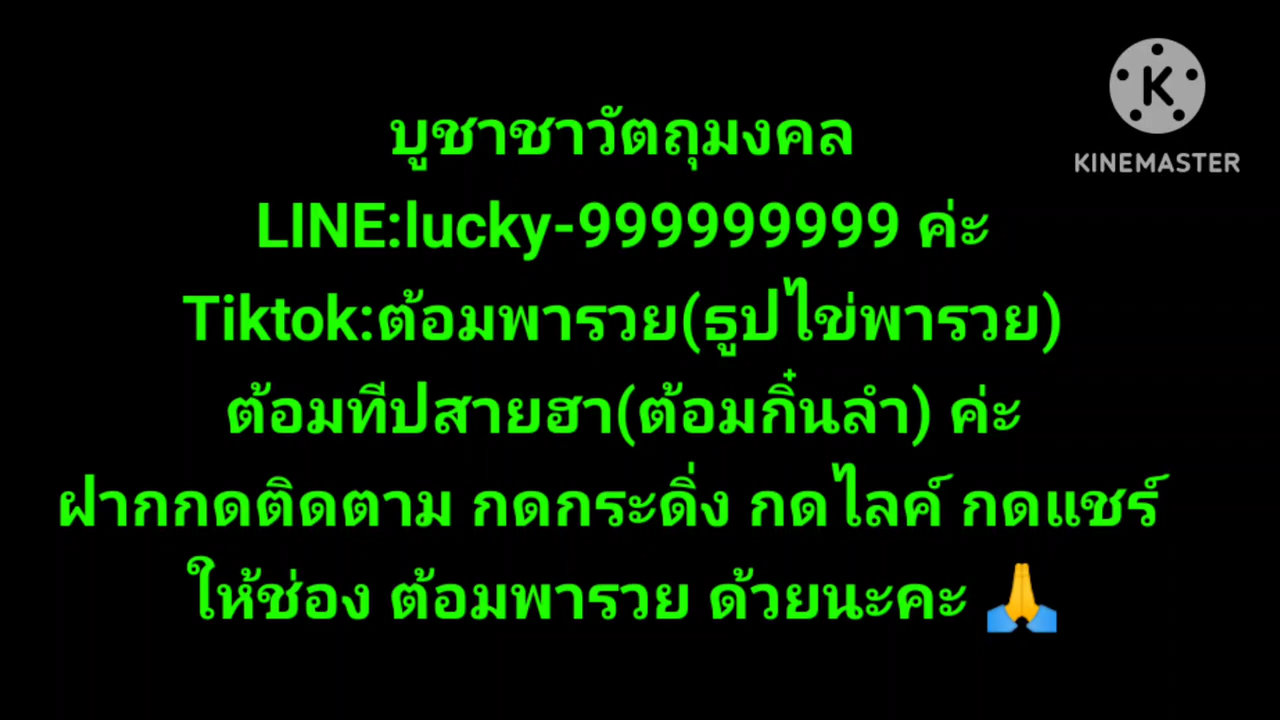 บูชาชาวัตถุมงคล
LINE:lucky-999999999 ค่ะ
Tiktok:ต้อมพารวย(ธูปไข่พารวย)
ต้อมทีปสายฮา(ต้อมกิ๋นลำ) ค่ะ
ฝากกดติดตาม กดกระดิ่ง กดไลค์ กดแชร์
ให้ช่อง ต้อมพารวย ด้วยนะคะ 🙏
KINEMASTER